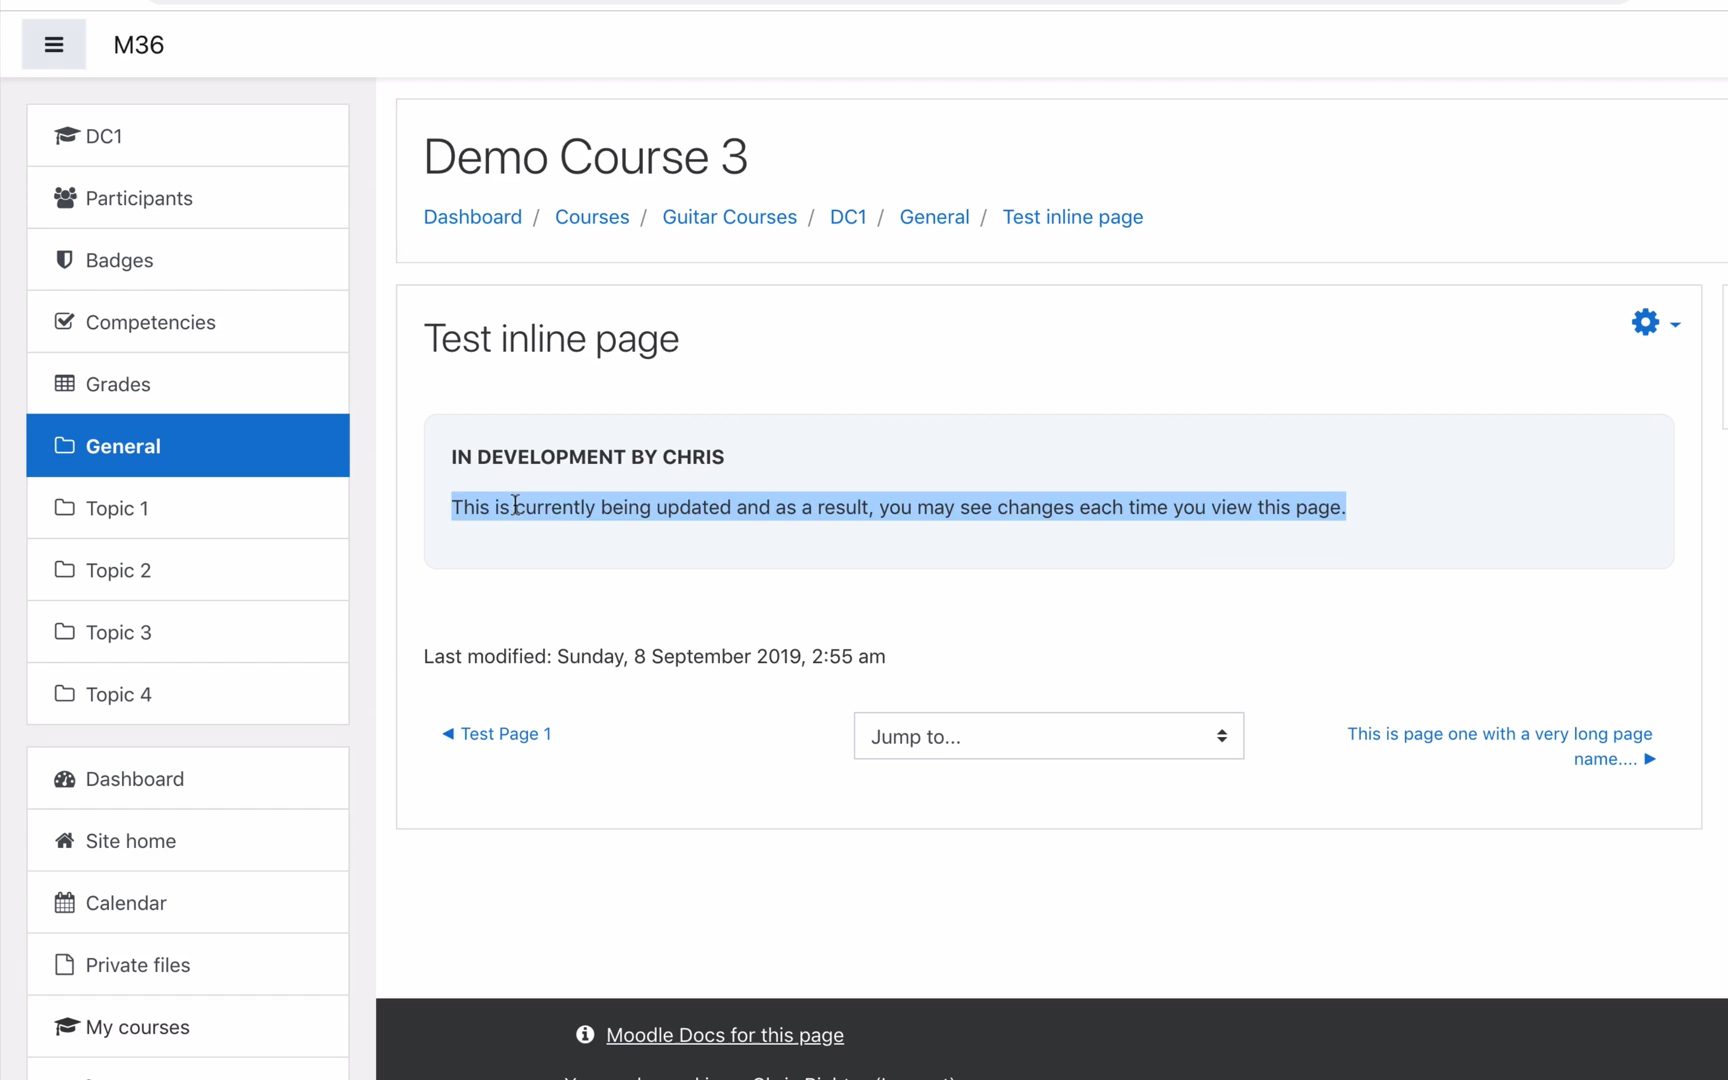 M36
DC1
Participants
Badges
Competencies
Grades
General
Topic 1
Topic 2
Topic 3
Topic 4
Dashboard
Site home
Calendar
Private files
My courses
Demo Course 3
Dashboard / Courses / Guitar Courses / DC1 / General / Test inline page
Test inline page
IN DEVELOPMENT BY CHRIS
This is currently being updated and as a result, you may see changes each time you view this page.
Last modified: Sunday, 8 September 2019, 2:55 am
◄ Test Page 1
Jump to...
This is page one with a very long page
name.... ►
Moodle Docs for this page